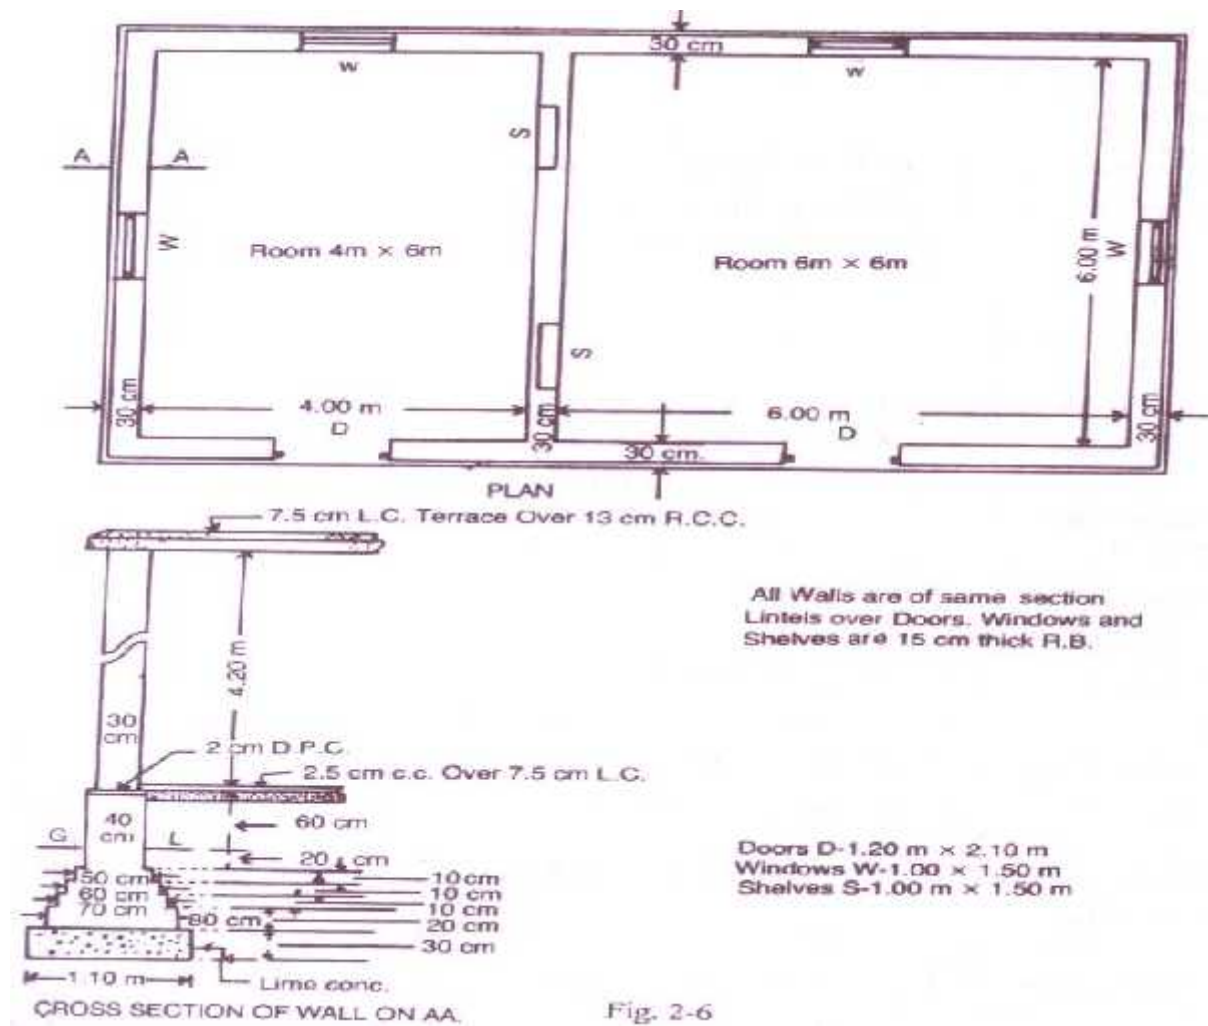 30 cm
W
W
S
A
A
W
Room 4m × 6m
Room 6m × 6m
6.00 m
W
S
30 cm
4.00 m
D
30 cm
6.00 m
D
30 cm
30 cm.
PLAN
7.5 cm L.C. Terrace Over 13 cm R.C.C.
4.20 m
All Walls are of same section
Lintels over Doors. Windows and
Shelves are 15 cm thick R.B.
30
cm
2 cm D.P.C.
2.5 cm c.c. Over 7.5 cm L.C.
40
cm
60 cm
G
L
20 cm
50 cm
10 cm
60 cm
10 cm
70 cm
10 cm
80 cm
20 cm
30 cm
1.10 m
Lime conc.
Doors D-1.20 m × 2.10 m
Windows W-1.00 × 1.50 m
Shelves S-1.00 m × 1.50 m
CROSS SECTION OF WALL ON AA.
Fig. 2-6